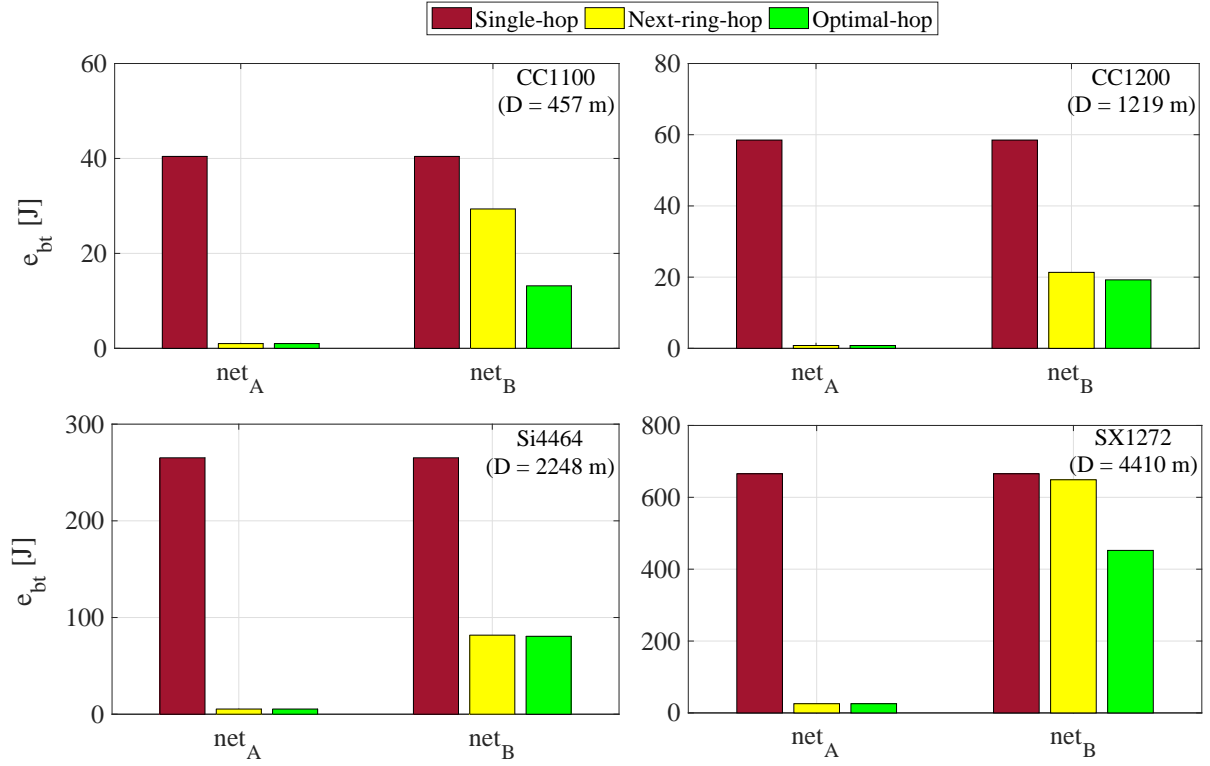 Single-hop Next-ring-hop Optimal-hop
60
40
20
0
e_bt [J]
CC1100
(D = 457 m)
net_A net_B
80
60
40
20
0
CC1200
(D = 1219 m)
net_A net_B
300
200
100
0
e_bt [J]
Si4464
(D = 2248 m)
net_A net_B
800
600
400
200
0
SX1272
(D = 4410 m)
net_A net_B